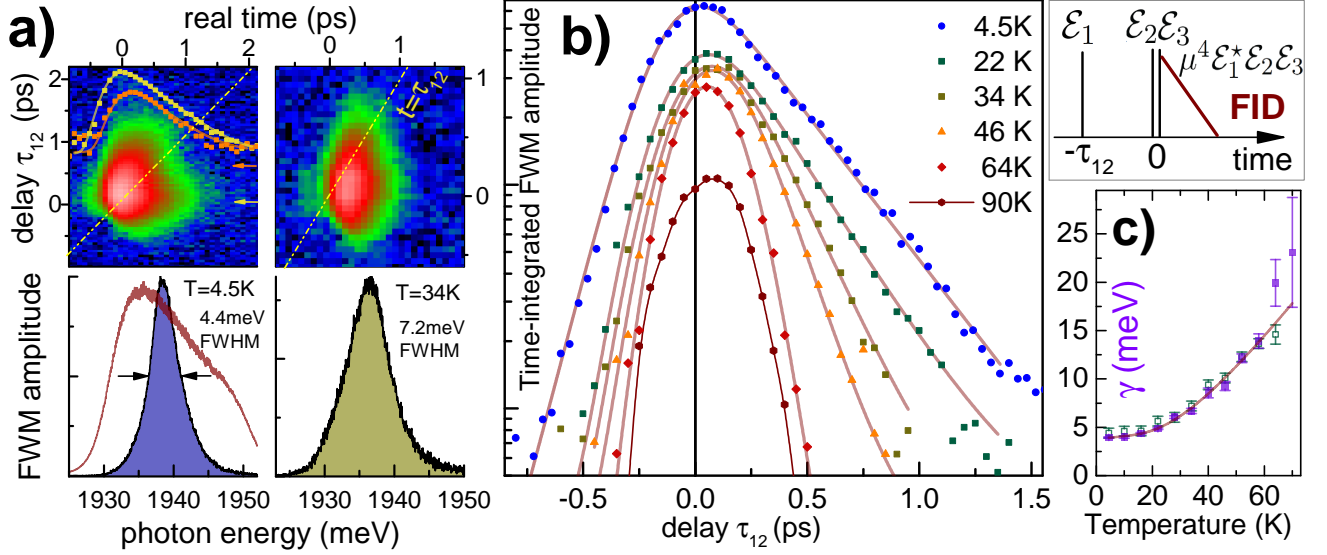 a)
real time (ps)
0 1 2
0 1
delay τ12 (ps)
2
1
0
t=τ12
1
0
FWM amplitude
T=4.5K
4.4meV
FWHM
T=34K
7.2meV
FWHM
1930 1940 1950
1930 1940 1950
photon energy (meV)
b)
Time-integrated FWM amplitude
4.5K
22 K
34 K
46 K
64K
90K
-0.5 0.0 0.5 1.0 1.5
delay τ12 (ps)
ℰ1 ℰ2ℰ3
μ⁴ℰ1*ℰ2ℰ3
FID
-τ12 0 time
c)
γ (meV)
25
20
15
10
5
0
0 20 40 60
Temperature (K)